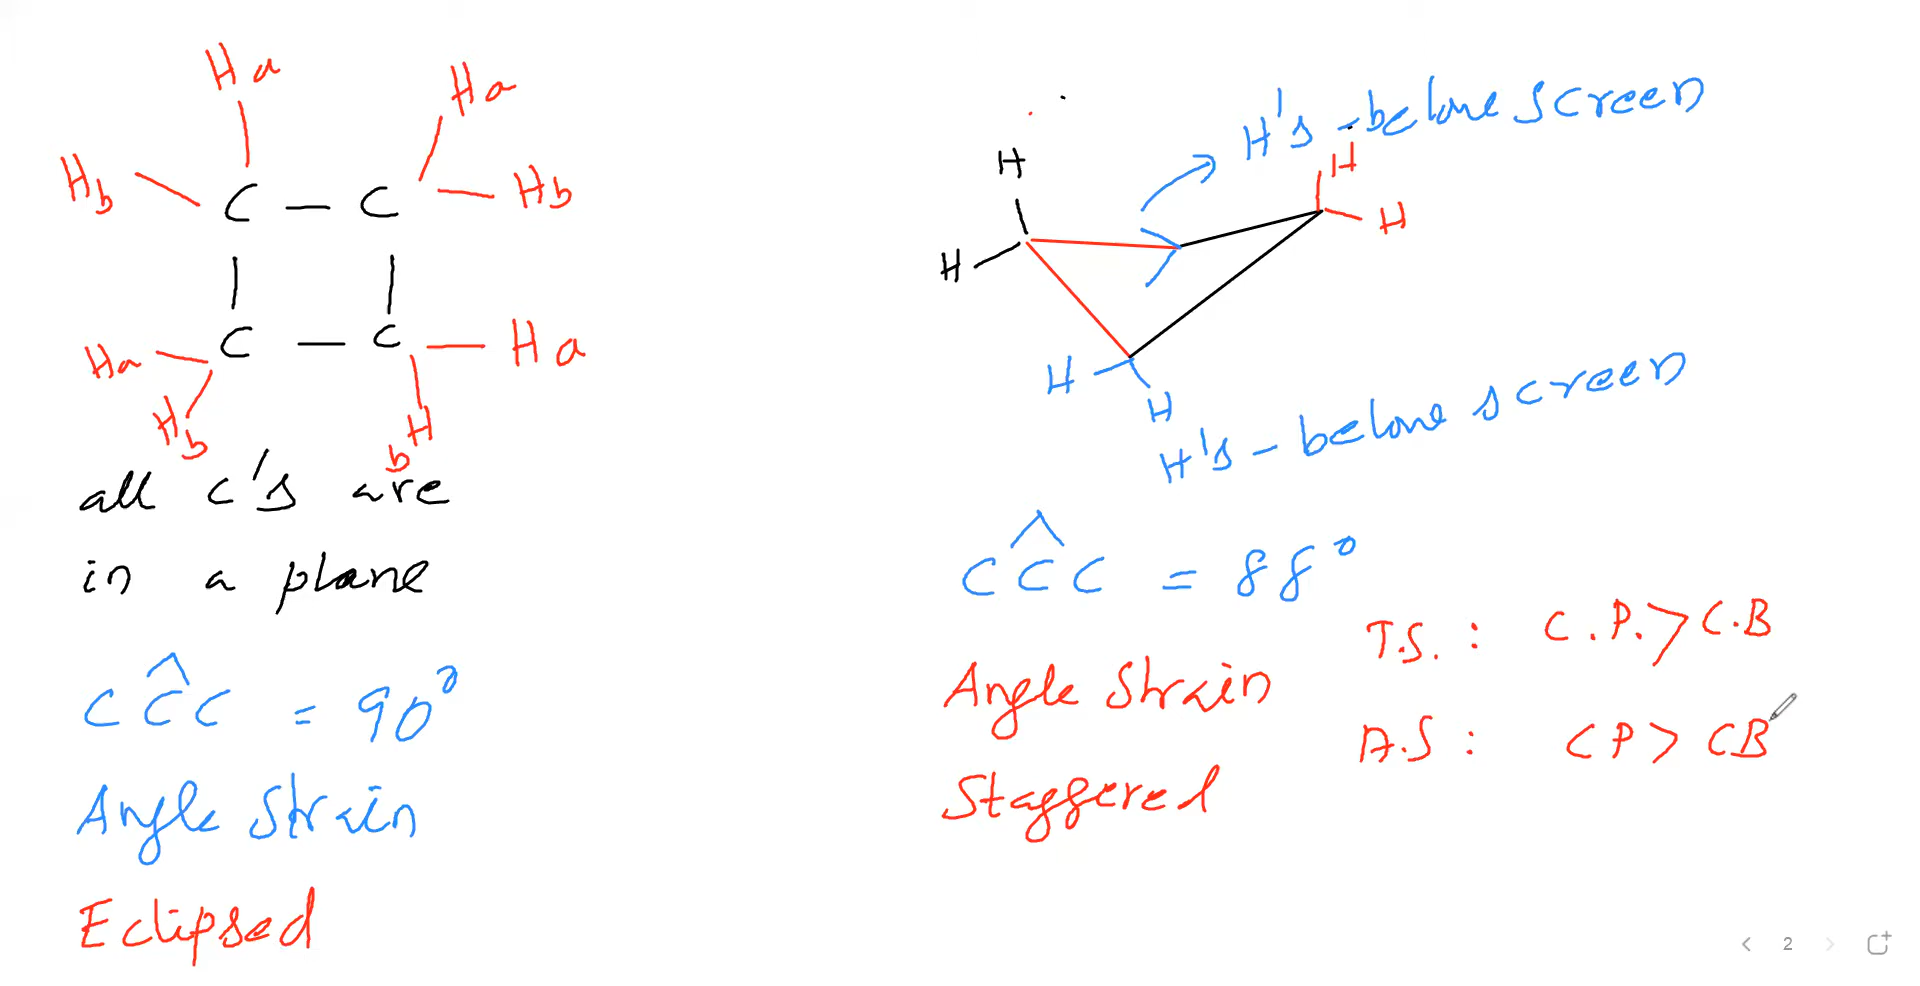 Ha
Ha
Hb
C – C
Hb
Ha
C – C
Ha
Hb
Hb
all c's are
in a plane
CĈC = 90°
Angle Strain
Eclipsed
H's - below screen
H
H
H
H
H
H
H's - below screen
CĈC = 88°
Angle Strain
Staggered
T.S. : C.P. > C.B
A.S : CP > CB
2